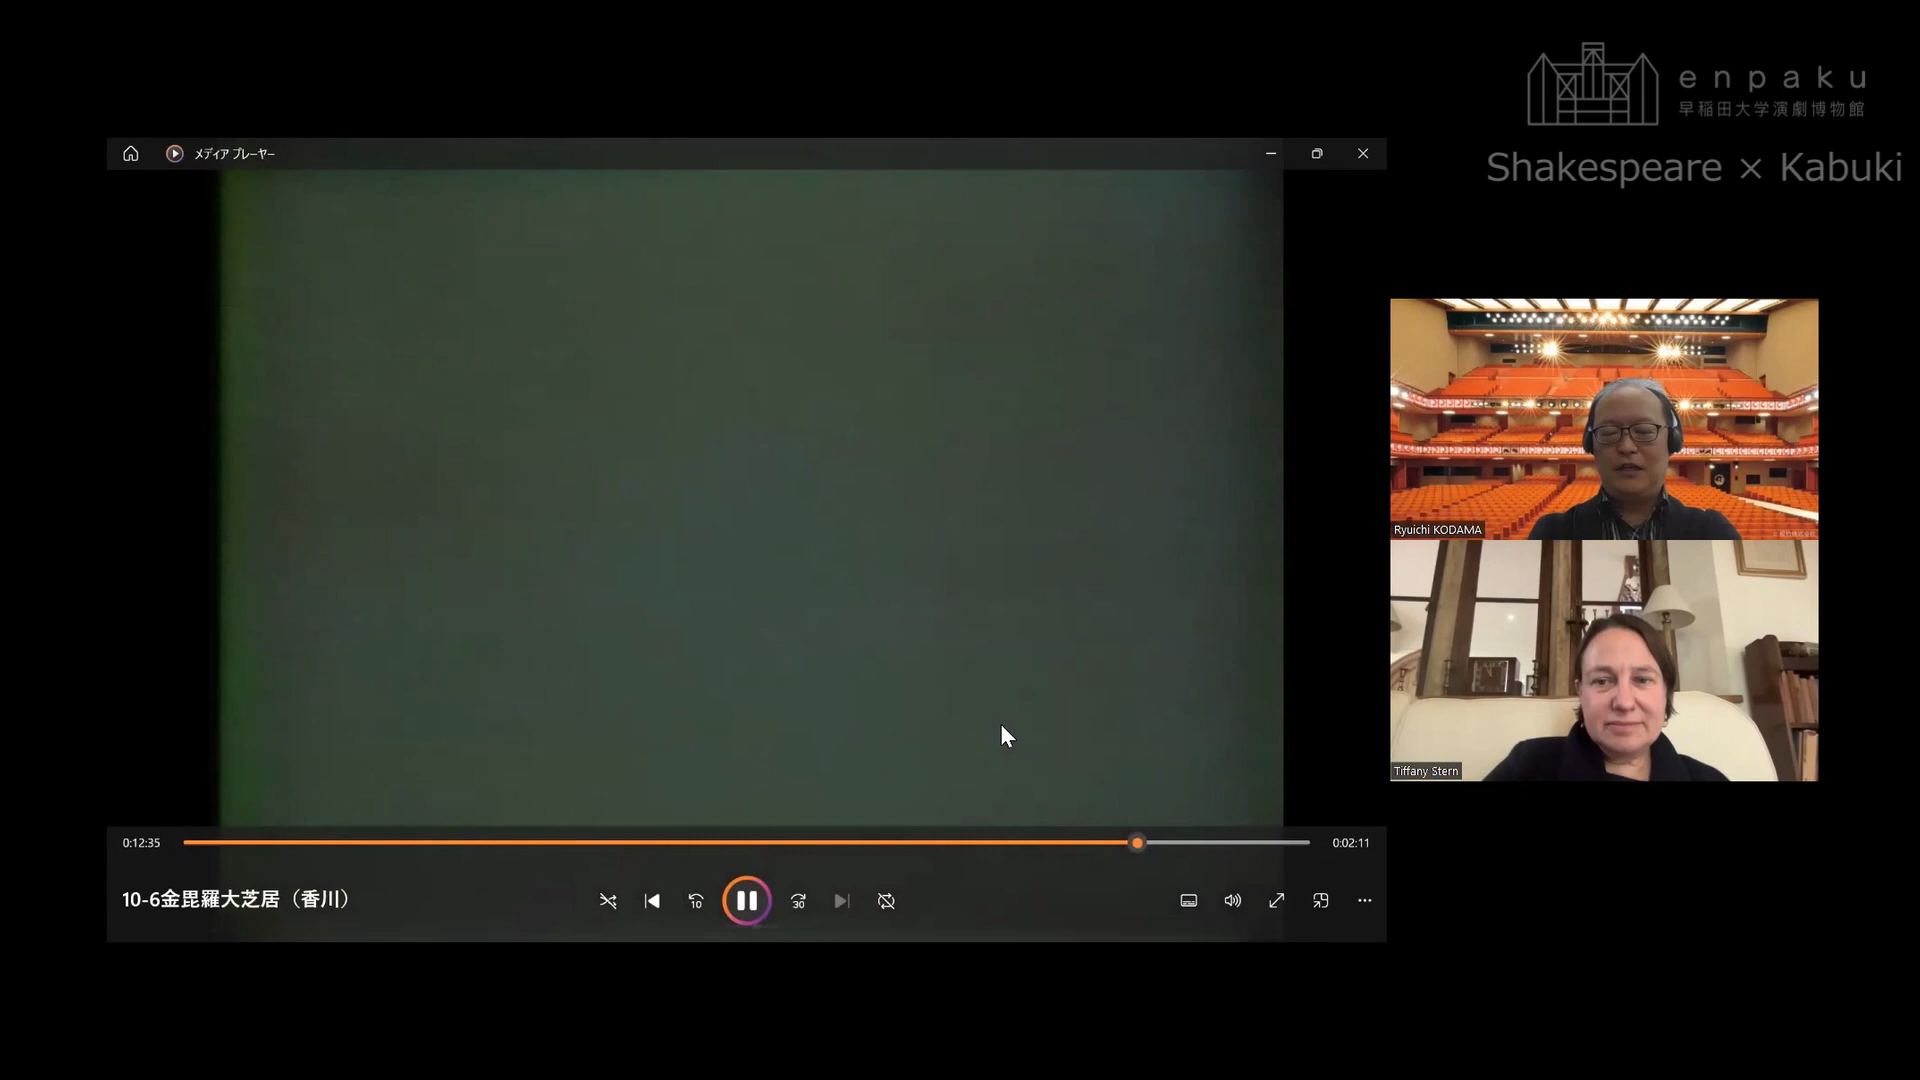 enpaku
早稲田大学演劇博物館
Shakespeare × Kabuki
メディア プレーヤー
Ryuichi KODAMA
Tiffany Stern
0:12:35
0:02:11
10-6金毘羅大芝居（香川）
10
30